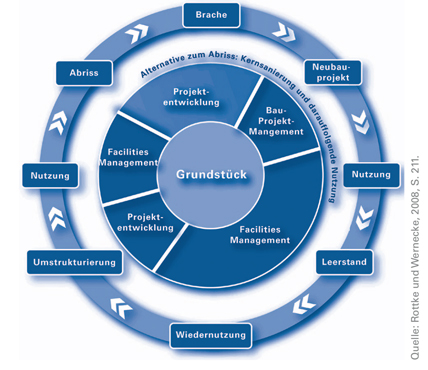 Brache
Abriss
Neubau-
projekt
Alternative zum Abriss: Kernsanierung und darauffolgende Nutzung
Projekt-
entwicklung
Bau-
Projekt-
Mangement
Facilities
Management
Grundstück
Nutzung
Nutzung
Projekt-
entwicklung
Facilities
Management
Umstrukturierung
Leerstand
Wiedernutzung
Quelle: Rottke und Wernecke, 2008, S. 211.